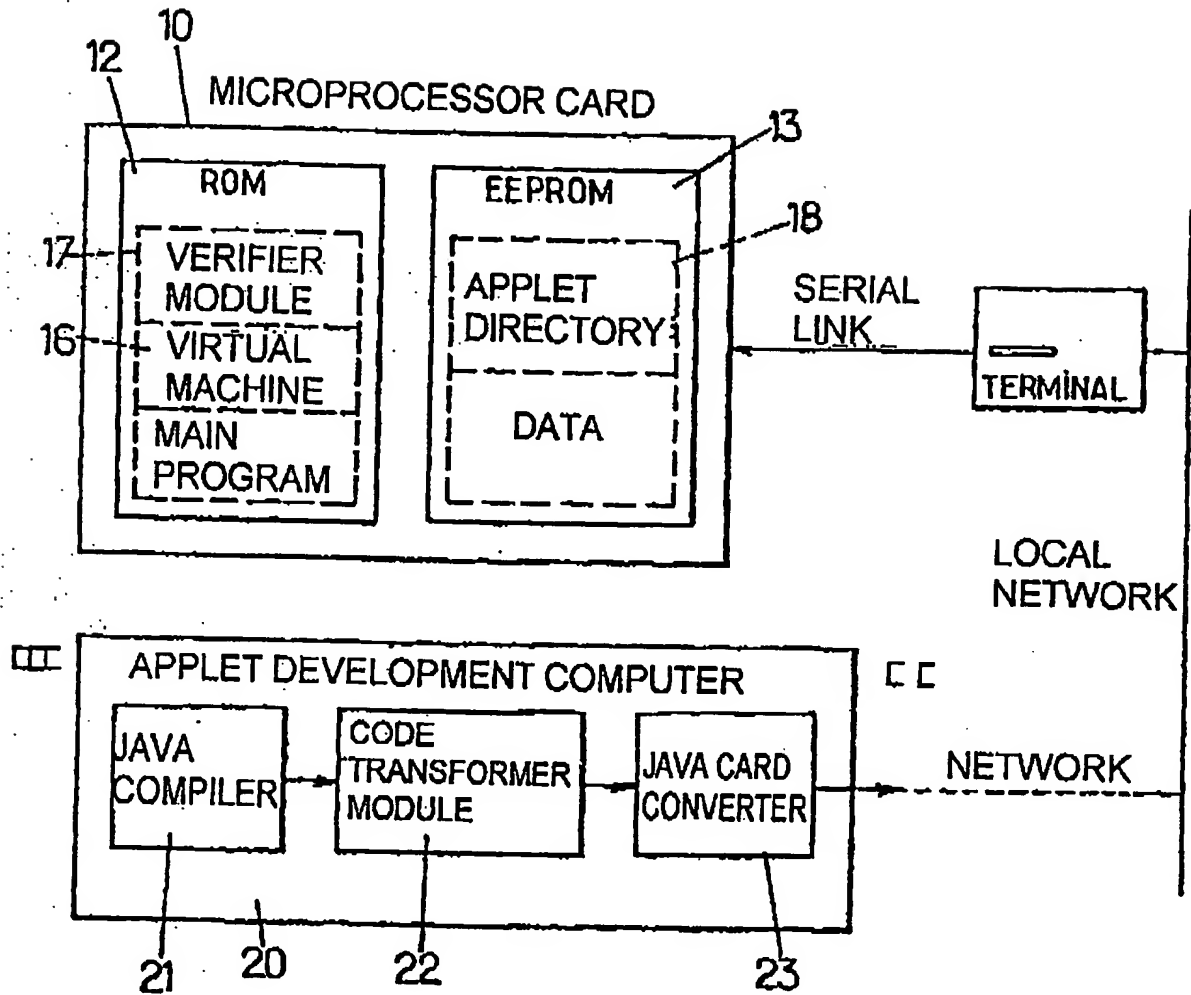 10
12
MICROPROCESSOR CARD
13
ROM
EEPROM
17
VERIFIER
MODULE
18
APPLET
DIRECTORY
16
VIRTUAL
MACHINE
MAIN
PROGRAM
DATA
SERIAL
LINK
TERMINAL
LOCAL
NETWORK
APPLET DEVELOPMENT COMPUTER
JAVA
COMPILER
CODE
TRANSFORMER
MODULE
JAVA CARD
CONVERTER
NETWORK
21
20
22
23